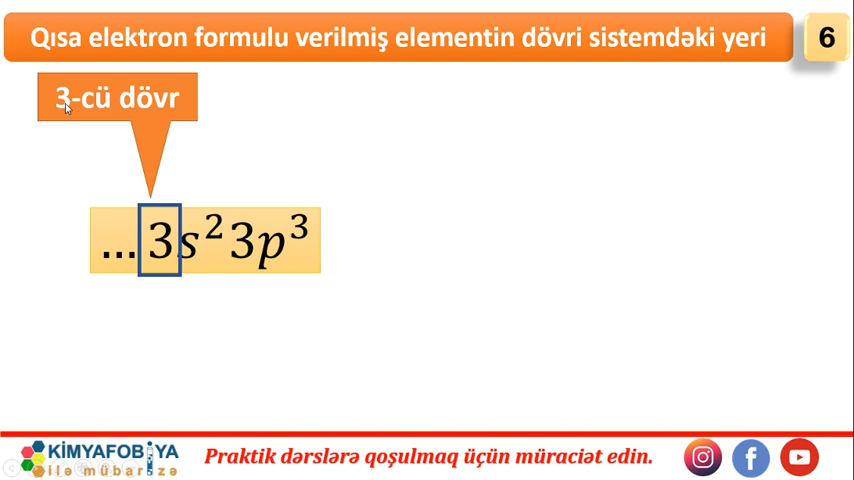 Qısa elektron formulu verilmiş elementin dövri sistemdəki yeri 6
3-cü dövr
...3s²3p³
KİMYAFOBİYA
ilə mübarizə
Praktik dərslərə qoşulmaq üçün müraciət edin.